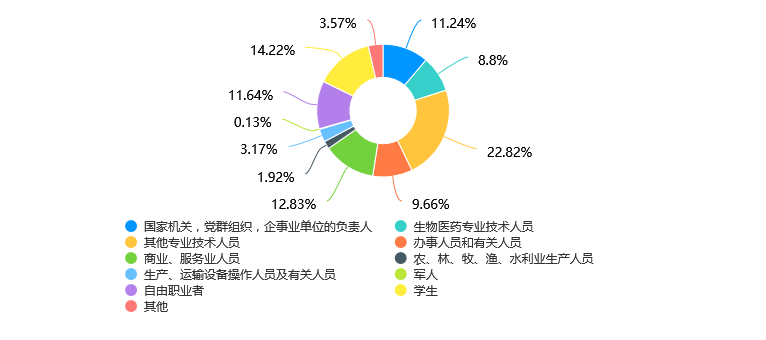 3.57%
11.24%
14.22%
8.8%
11.64%
0.13%
3.17%
22.82%
1.92%
12.83%
9.66%
国家机关，党群组织，企事业单位的负责人
生物医药专业技术人员
其他专业技术人员
办事人员和有关人员
商业、服务业人员
农、林、牧、渔、水利业生产人员
生产、运输设备操作人员及有关人员
军人
自由职业者
学生
其他